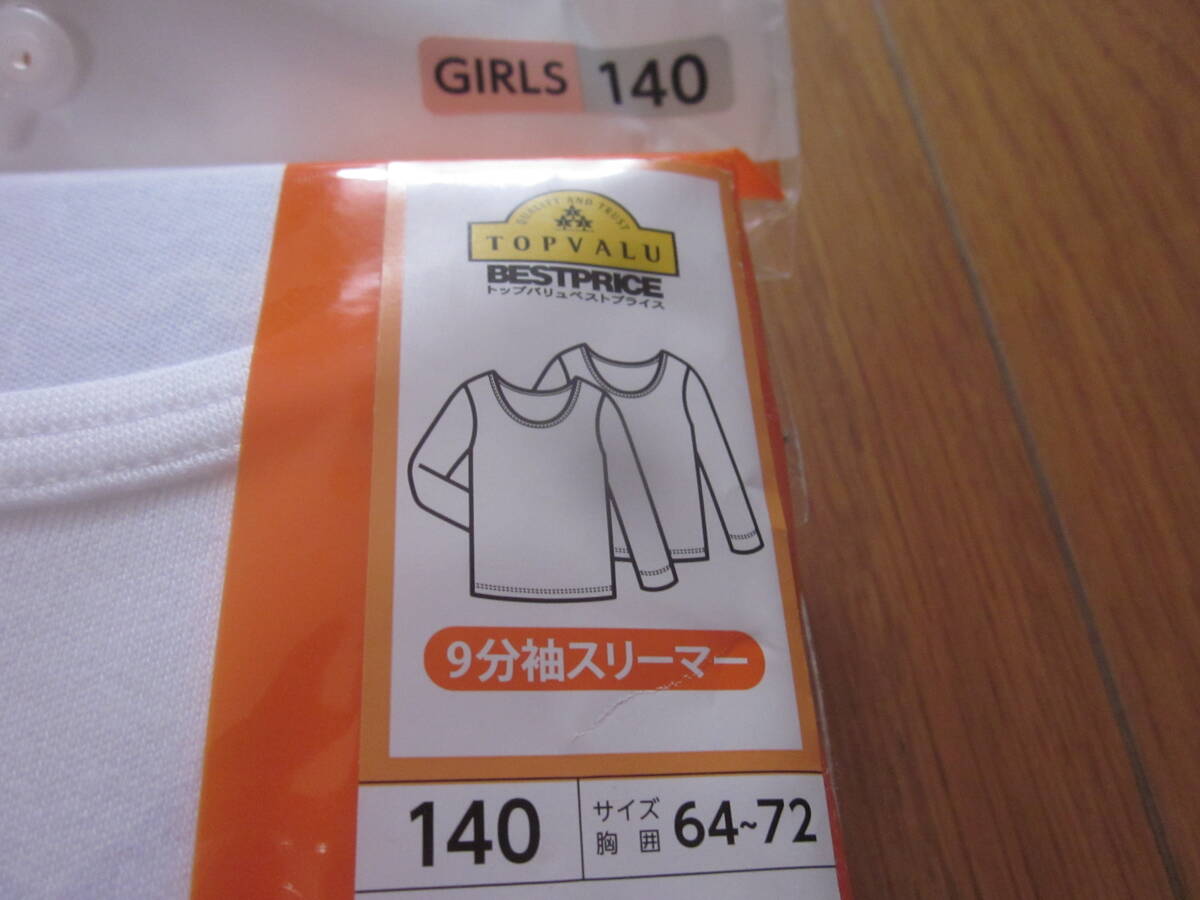 GIRLS 140
QUALITY AND TRUST
TOPVALU
BESTPRICE
トップバリュベストプライス
9分袖スリーマー
140
サイズ
胸囲
64~72